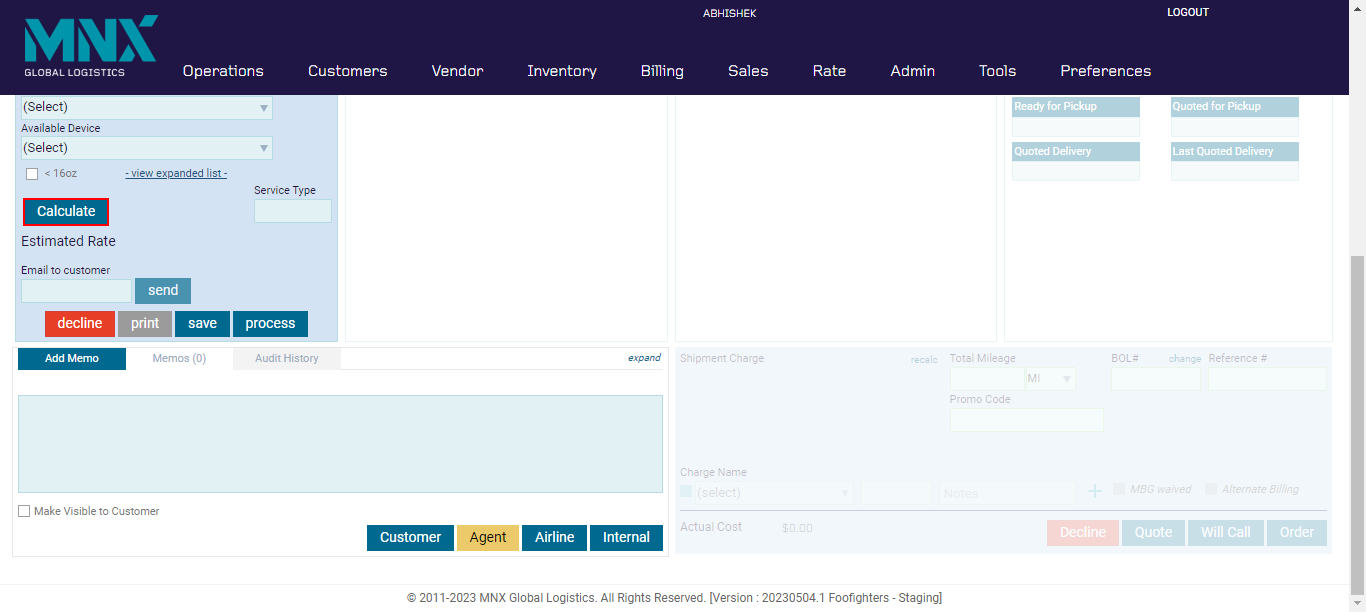 ABHISHEK
LOGOUT
MNX
GLOBAL LOGISTICS
Operations
Customers
Vendor
Inventory
Billing
Sales
Rate
Admin
Tools
Preferences
(Select)
Available Device
(Select)
< 16oz
- view expanded list -
Service Type
Calculate
Estimated Rate
Email to customer
send
decline
print
save
process
Ready for Pickup
Quoted for Pickup
Quoted Delivery
Last Quoted Delivery
Add Memo
Memos (0)
Audit History
expand
Make Visible to Customer
Customer
Agent
Airline
Internal
Shipment Charge
recalc
Total Mileage
MI
BOL#
change
Reference #
Promo Code
Charge Name
(select)
Notes
+
MBG waived
Alternate Billing
Actual Cost
$0.00
Decline
Quote
Will Call
Order
© 2011-2023 MNX Global Logistics. All Rights Reserved. [Version : 20230504.1 Foofighters - Staging]